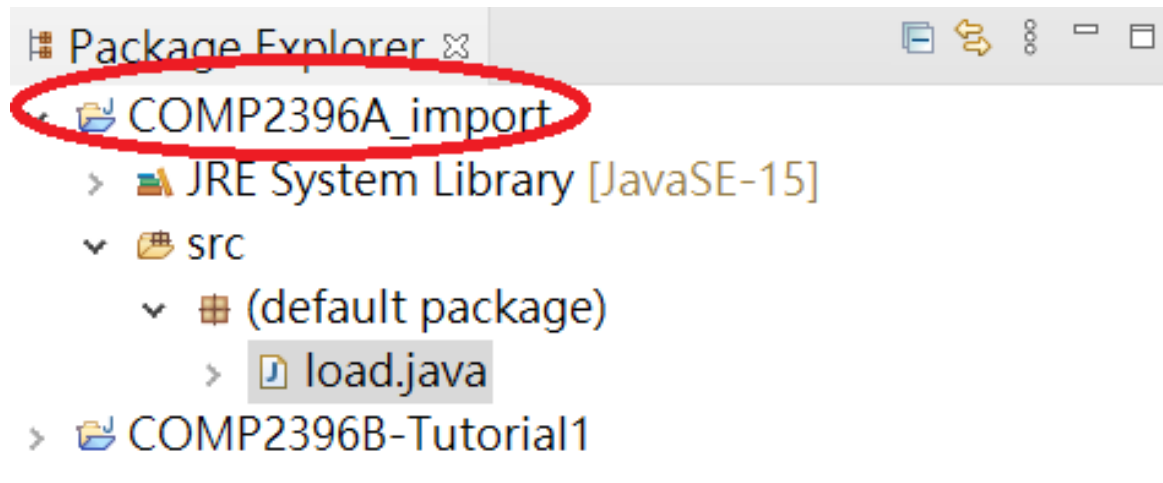 Package Explorer
COMP2396A_import
JRE System Library [JavaSE-15]
src
(default package)
load.java
COMP2396B-Tutorial1